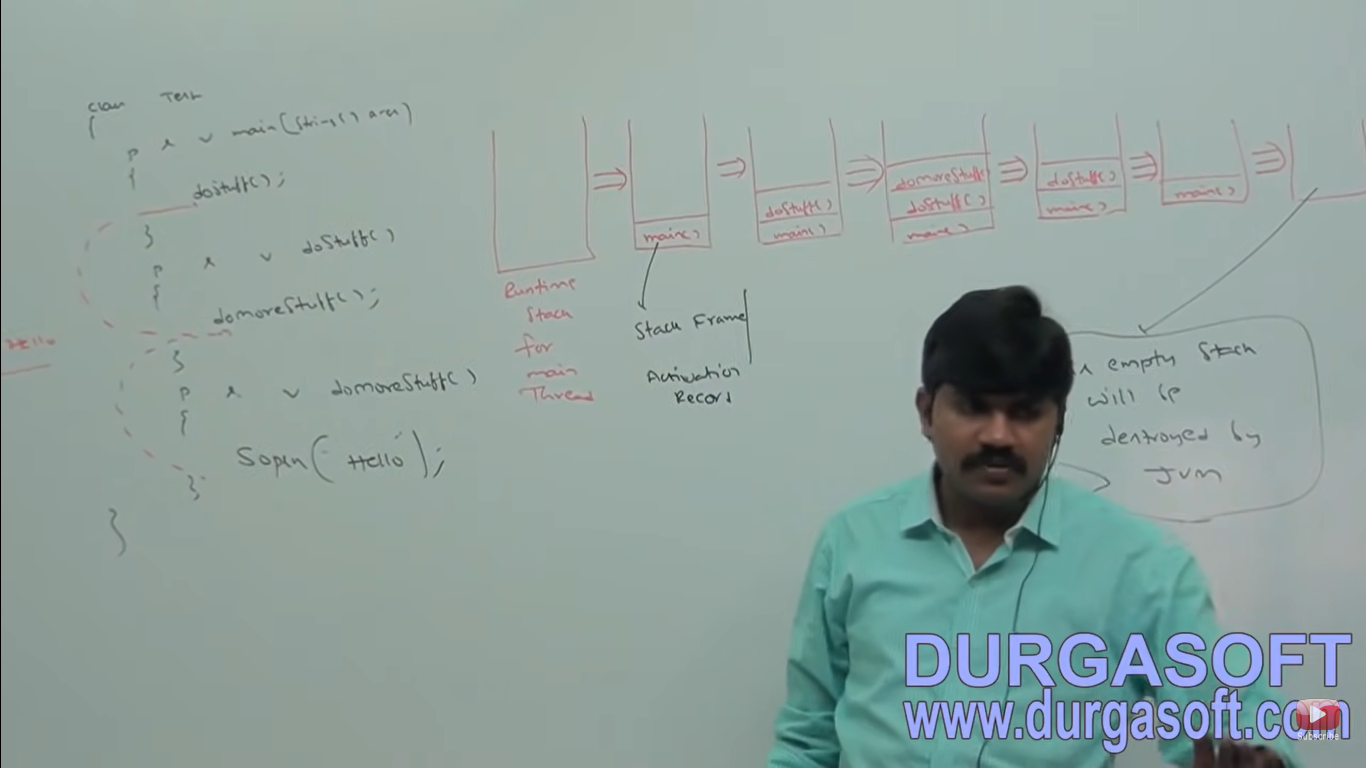 class Test
{
p s v main(String[] args)
{
doStuff();
}
p s v doStuff()
{
domoreStuff();
}
p s v domoreStuff()
{
Sopln("Hello");
}
}
Hello
Runtime
Stack
for
main
Thread
main()
Stack Frame
Activation
Record
doStuff()
main()
domoreStuff
doStuff()
main()
doStuff()
main()
main()
empty Stack
will be
destroyed by
JVM
DURGASOFT
www.durgasoft.com
Subscribe